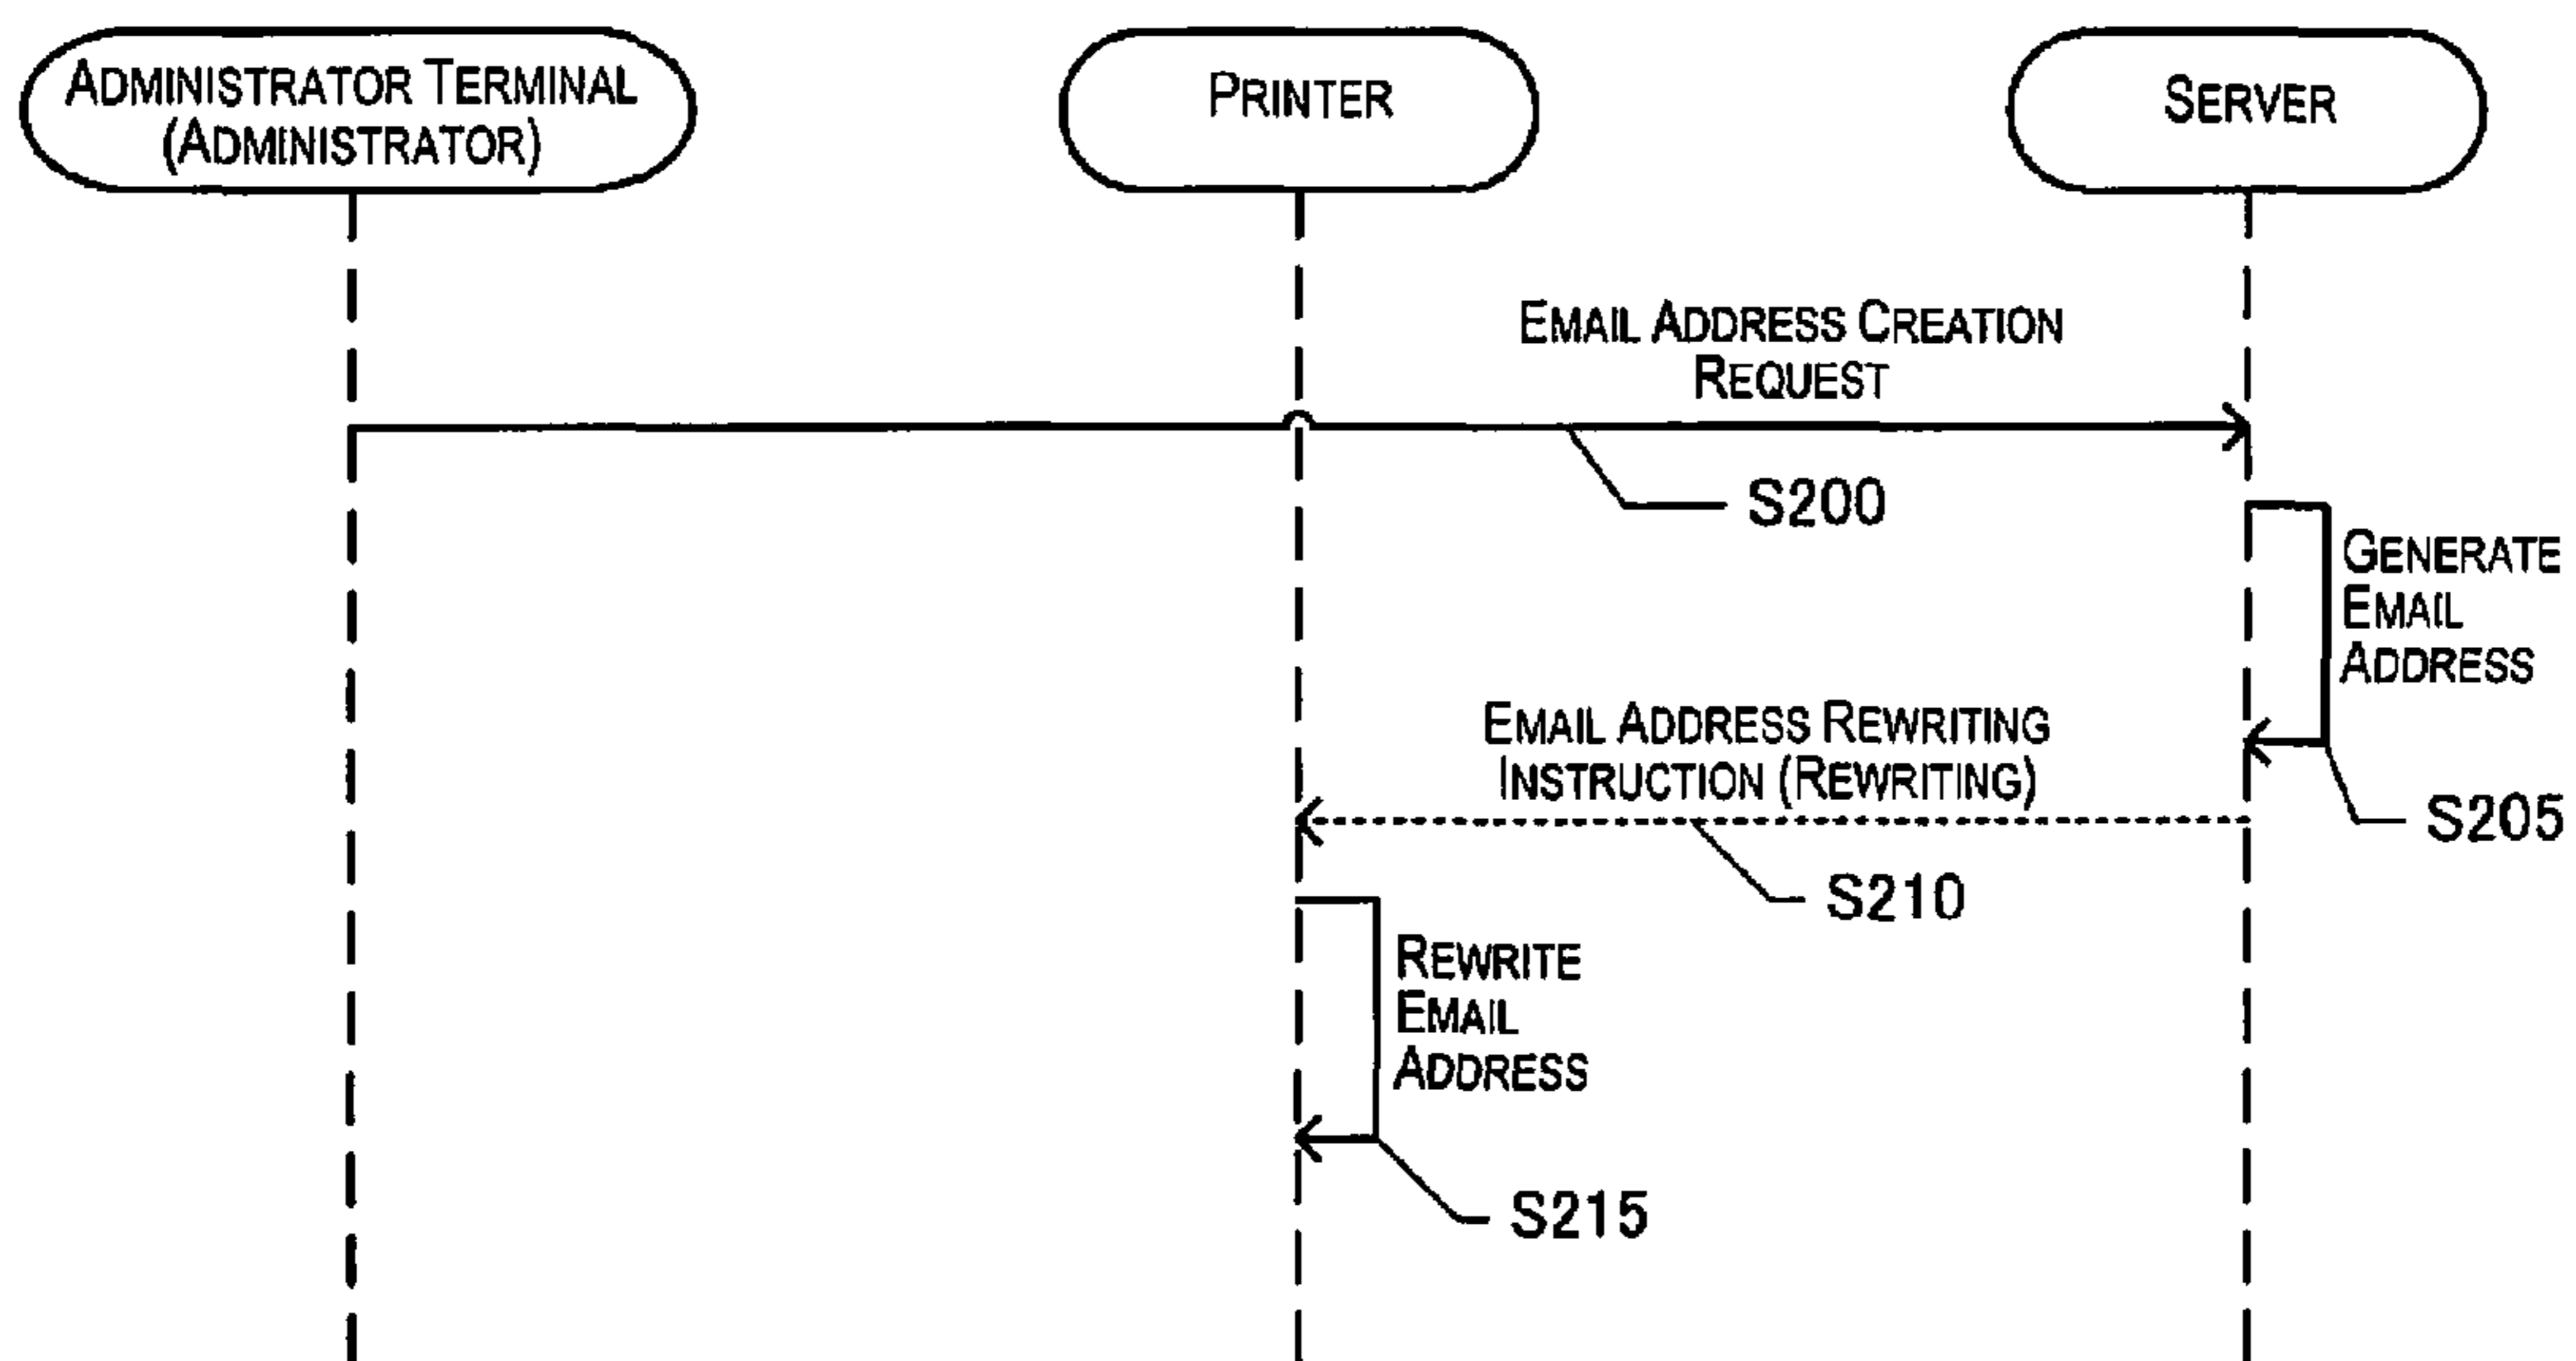 ADMINISTRATOR TERMINAL
(ADMINISTRATOR)
PRINTER
SERVER
EMAIL ADDRESS CREATION
REQUEST
S200
GENERATE
EMAIL
ADDRESS
S205
EMAIL ADDRESS REWRITING
INSTRUCTION (REWRITING)
S210
REWRITE
EMAIL
ADDRESS
S215